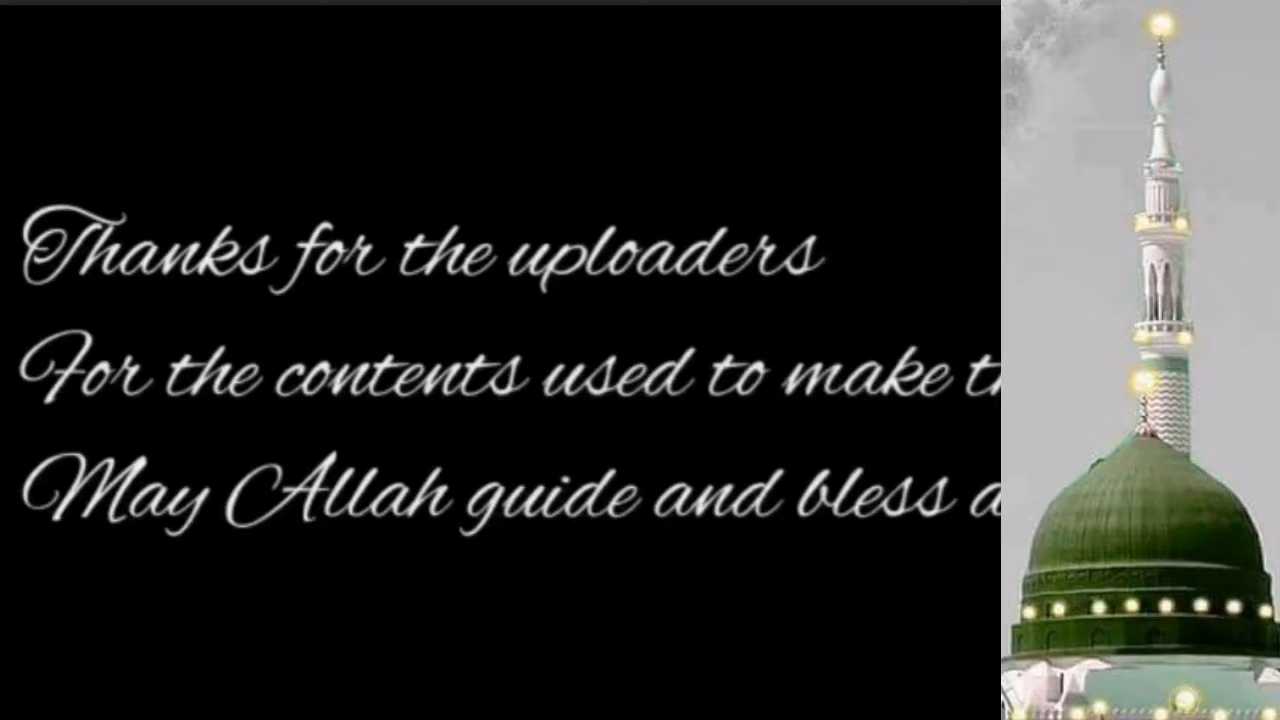 Thanks for the uploaders
For the contents used to make
May Allah guide and bless